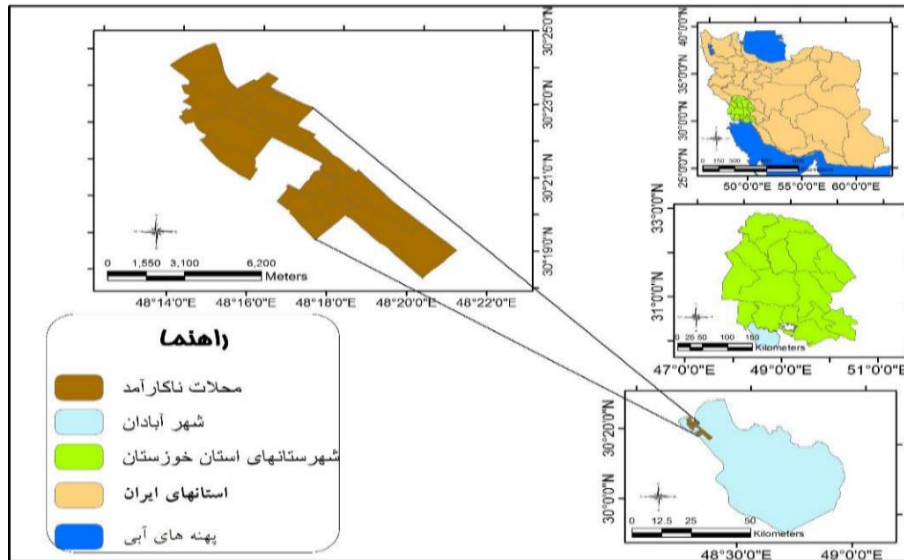 30°25'0"N
30°23'0"N
30°21'0"N
30°19'0"N
0 1,550 3,100 6,200
Meters
48°14'0"E 48°16'0"E 48°18'0"E 48°20'0"E 48°22'0"E
راهنما
محلات ناکارآمد
شهر آبادان
شهرستانهای استان خوزستان
استانهای ایران
پهنه های آبی
40°0'0"N
35°0'0"N
30°0'0"N
25°0'0"N
50°0'0"E 55°0'0"E 60°0'0"E
33°0'0"N
31°0'0"N
0 25 50 100 150
Kilometers
47°0'0"E 49°0'0"E 51°0'0"E
30°20'0"N
30°0'0"N
0 12.5 25 50
Kilometers
48°30'0"E 49°0'0"E